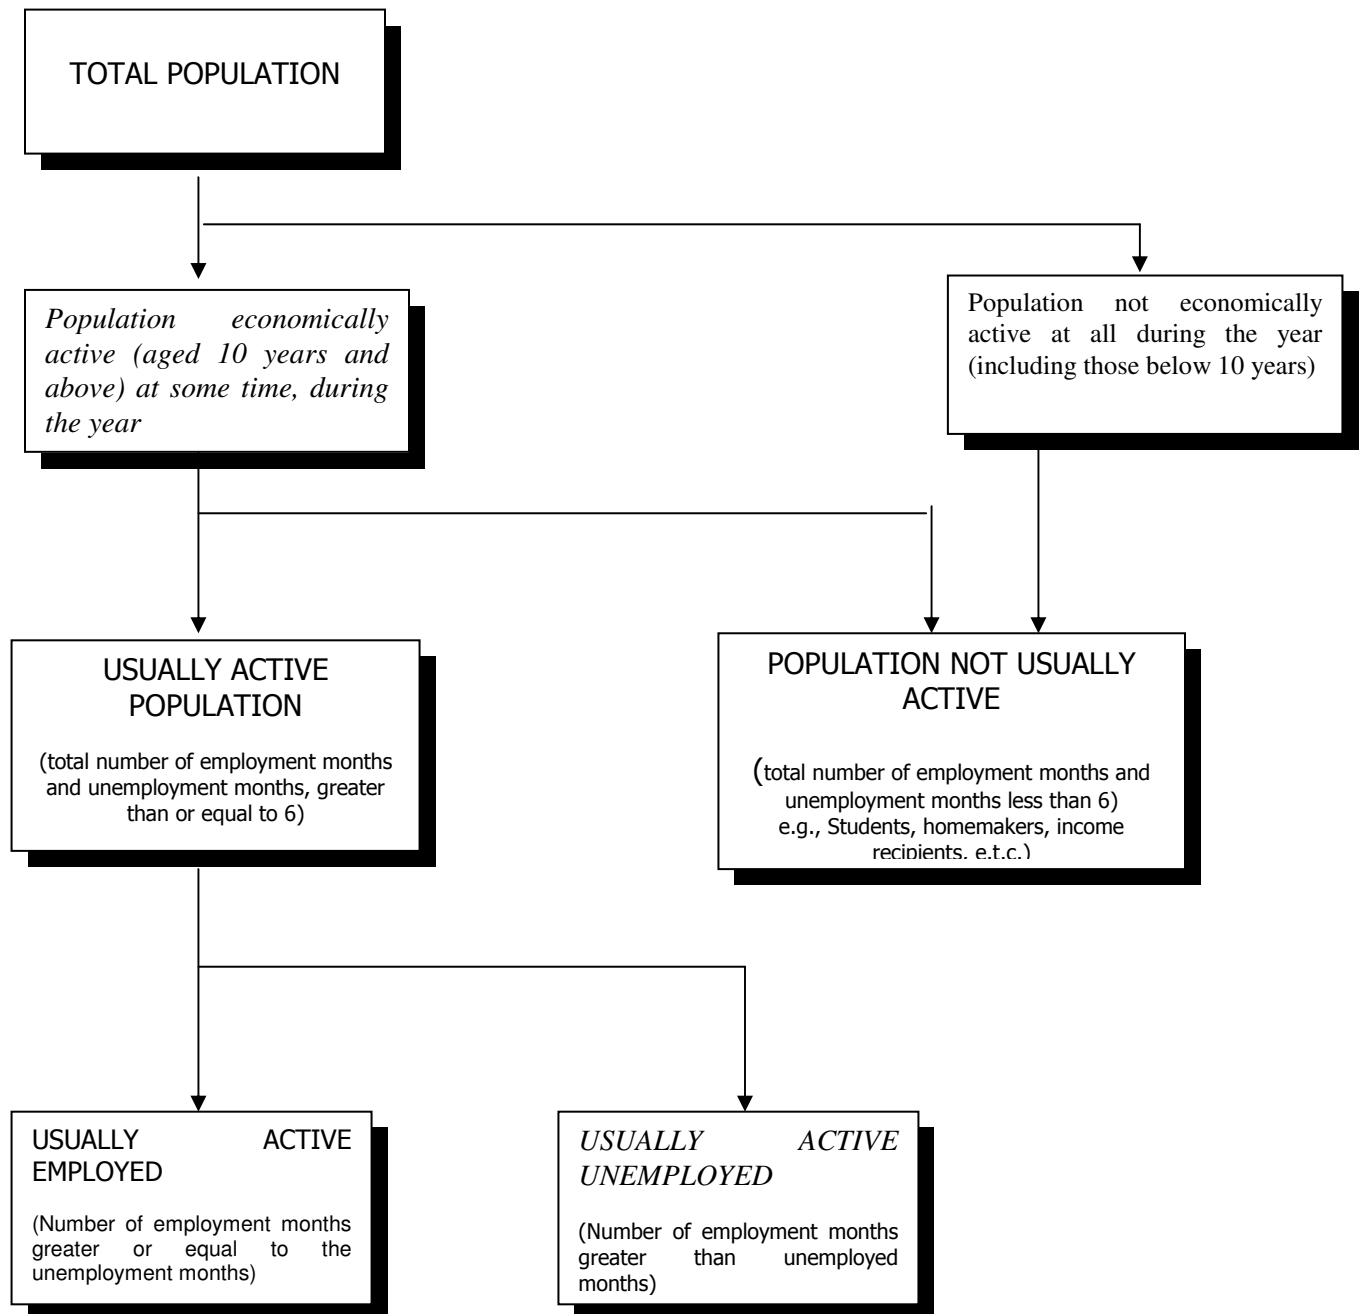 TOTAL POPULATION
Population economically
active (aged 10 years and
above) at some time, during
the year
Population not economically
active at all during the year
(including those below 10 years)
USUALLY ACTIVE
POPULATION
(total number of employment months
and unemployment months, greater
than or equal to 6)
POPULATION NOT USUALLY
ACTIVE
(total number of employment months and
unemployment months less than 6)
e.g., Students, homemakers, income
recipients, e.t.c.)
USUALLY ACTIVE
EMPLOYED
(Number of employment months
greater or equal to the
unemployment months)
USUALLY ACTIVE
UNEMPLOYED
(Number of employment months
greater than unemployed
months)